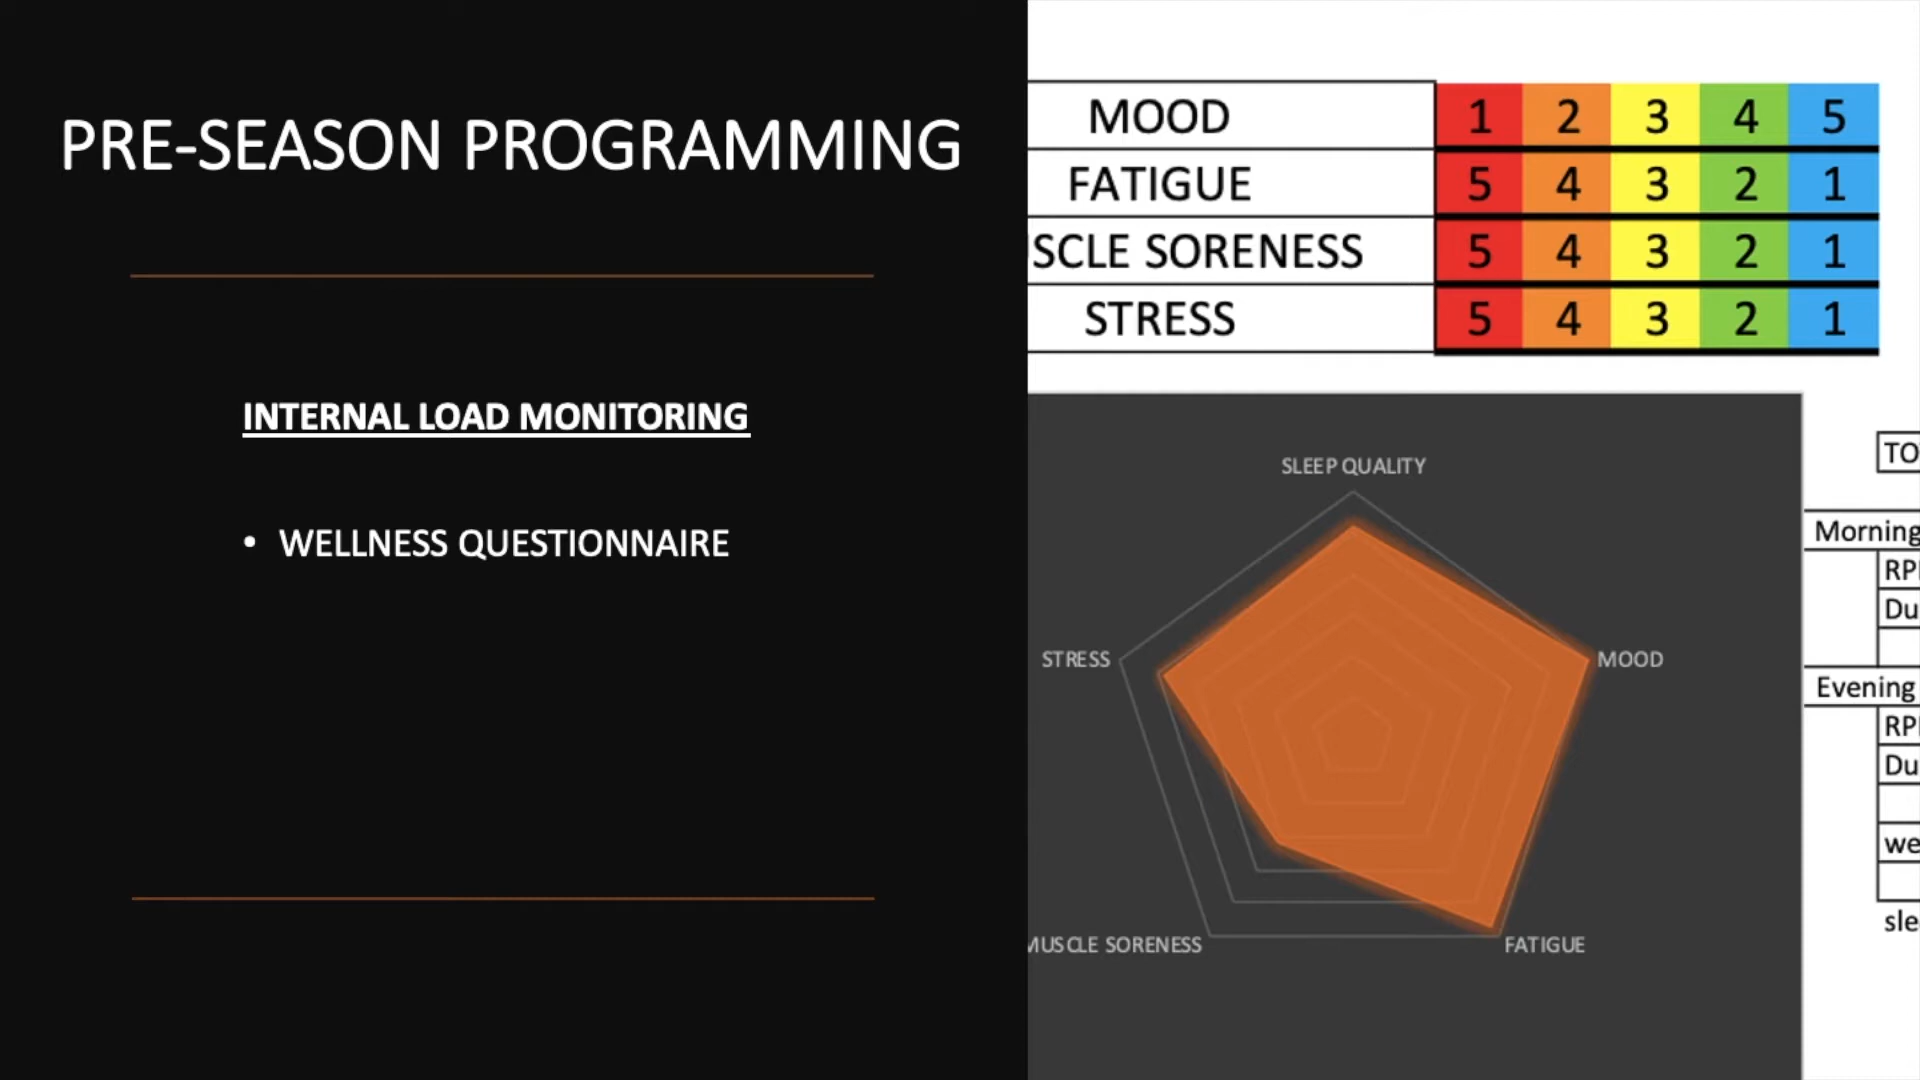 PRE-SEASON PROGRAMMING
INTERNAL LOAD MONITORING
• WELLNESS QUESTIONNAIRE
MOOD 1 2 3 4 5
FATIGUE 5 4 3 2 1
SCLE SORENESS 5 4 3 2 1
STRESS 5 4 3 2 1
SLEEP QUALITY
STRESS
MOOD
MUSCLE SORENESS
FATIGUE
TO
Morning
RP
Du
Evening
RP
Du
we
sle